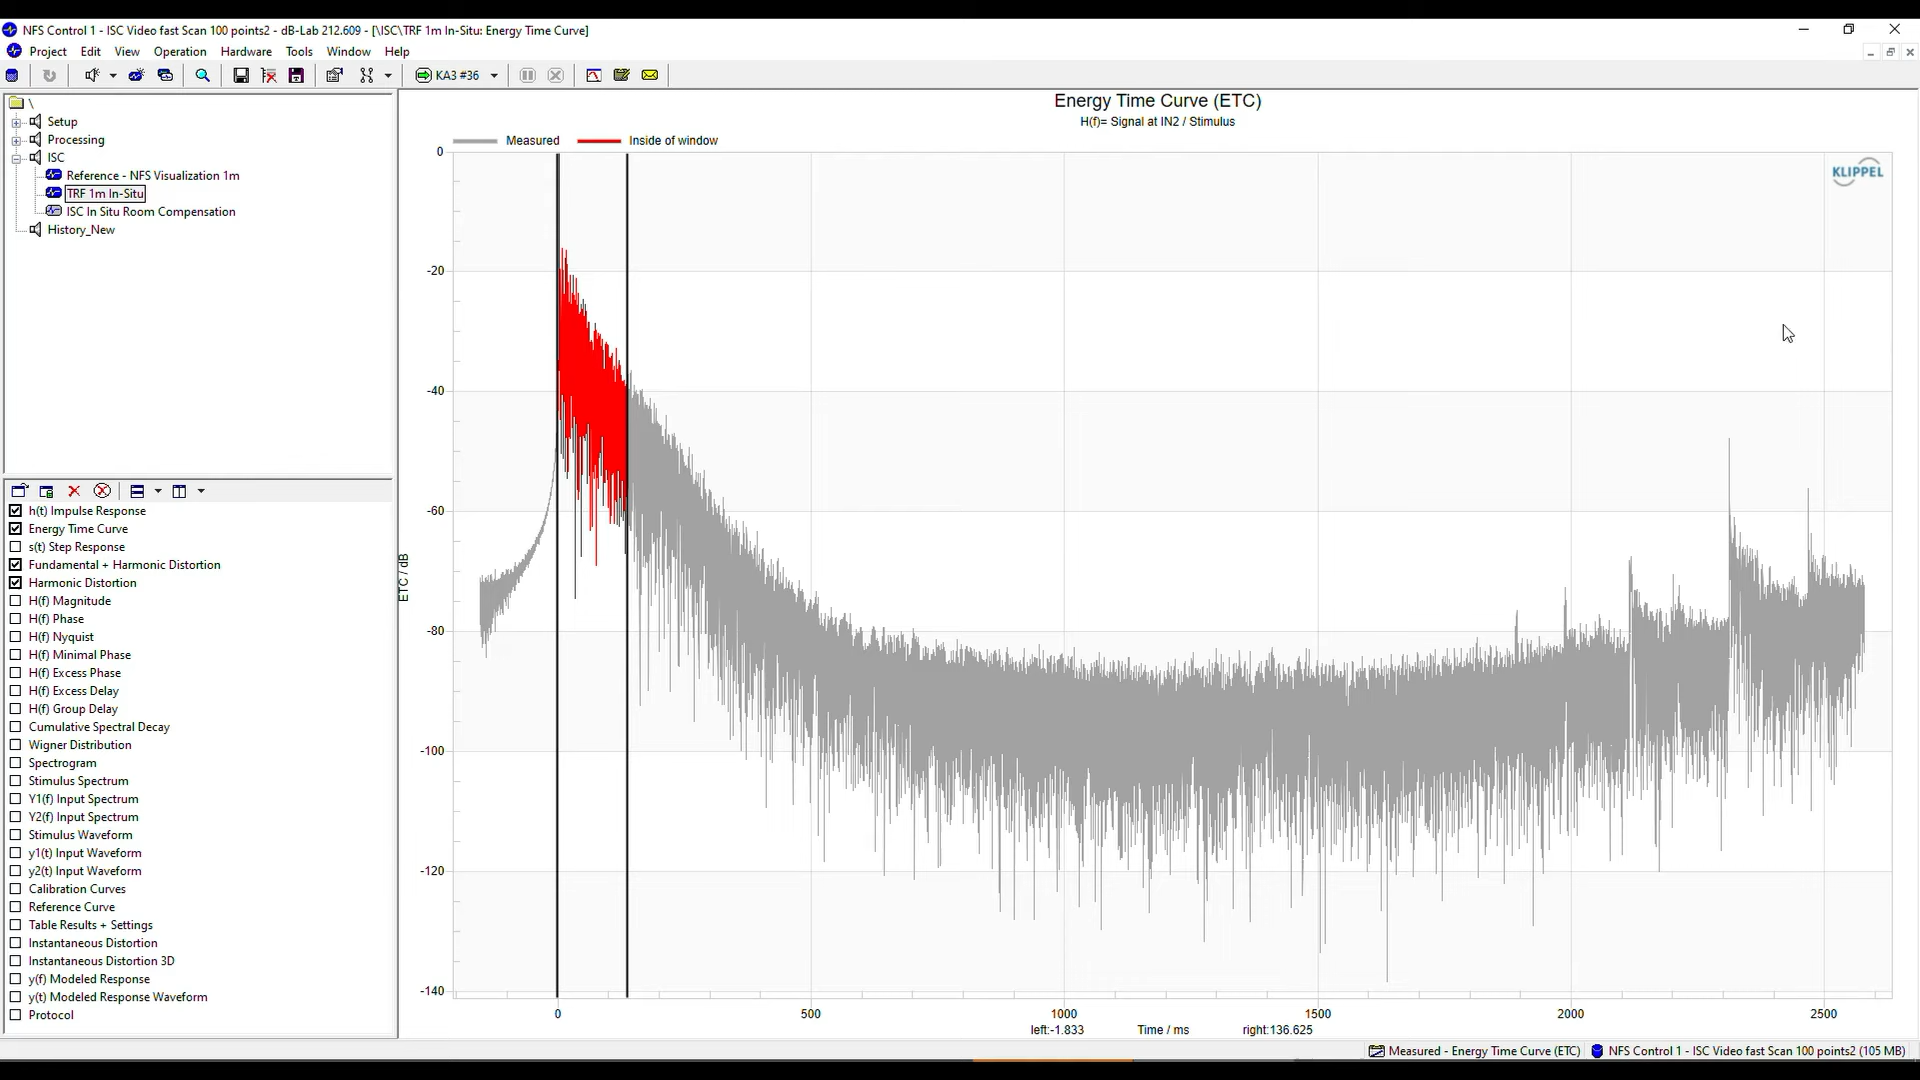 NFS Control 1 - ISC Video fast Scan 100 points2 - dB-Lab 212.609 - [\ISC\TRF 1m In-Situ: Energy Time Curve]
Project Edit View Operation Hardware Tools Window Help
KA3 #36
\
Setup
Processing
ISC
Reference - NFS Visualization 1m
TRF 1m In-Situ
ISC In Situ Room Compensation
History_New
h(t) Impulse Response
Energy Time Curve
s(t) Step Response
Fundamental + Harmonic Distortion
Harmonic Distortion
H(f) Magnitude
H(f) Phase
H(f) Nyquist
H(f) Minimal Phase
H(f) Excess Phase
H(f) Excess Delay
H(f) Group Delay
Cumulative Spectral Decay
Wigner Distribution
Spectrogram
Stimulus Spectrum
Y1(f) Input Spectrum
Y2(f) Input Spectrum
Stimulus Waveform
y1(t) Input Waveform
y2(t) Input Waveform
Calibration Curves
Reference Curve
Table Results + Settings
Instantaneous Distortion
Instantaneous Distortion 3D
y(f) Modeled Response
y(t) Modeled Response Waveform
Protocol
Energy Time Curve (ETC)
H(f)= Signal at IN2 / Stimulus
Measured Inside of window
KLIPPEL
ETC / dB
0
-20
-40
-60
-80
-100
-120
-140
0 500 1000 1500 2000 2500
left:-1.833 Time / ms right:136.625
Measured - Energy Time Curve (ETC) NFS Control 1 - ISC Video fast Scan 100 points2 (105 MB)